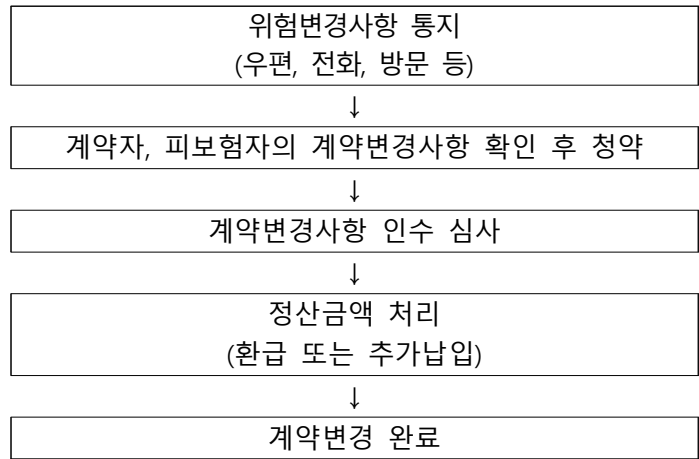 위험변경사항 통지
(우편, 전화, 방문 등)
↓
계약자, 피보험자의 계약변경사항 확인 후 청약
↓
계약변경사항 인수 심사
↓
정산금액 처리
(환급 또는 추가납입)
↓
계약변경 완료